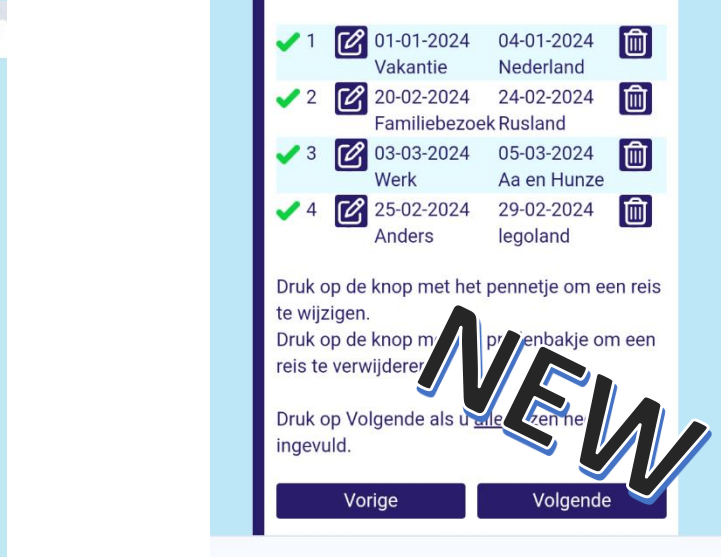 1 01-01-2024 04-01-2024
Vakantie Nederland
2 20-02-2024 24-02-2024
Familiebezoek Rusland
3 03-03-2024 05-03-2024
Werk Aa en Hunze
4 25-02-2024 29-02-2024
Anders legoland
Druk op de knop met het pennetje om een reis
te wijzigen.
Druk op de knop om een
reis te
Druk op Volgende als u
ingevuld.
NEW
Vorige Volgende